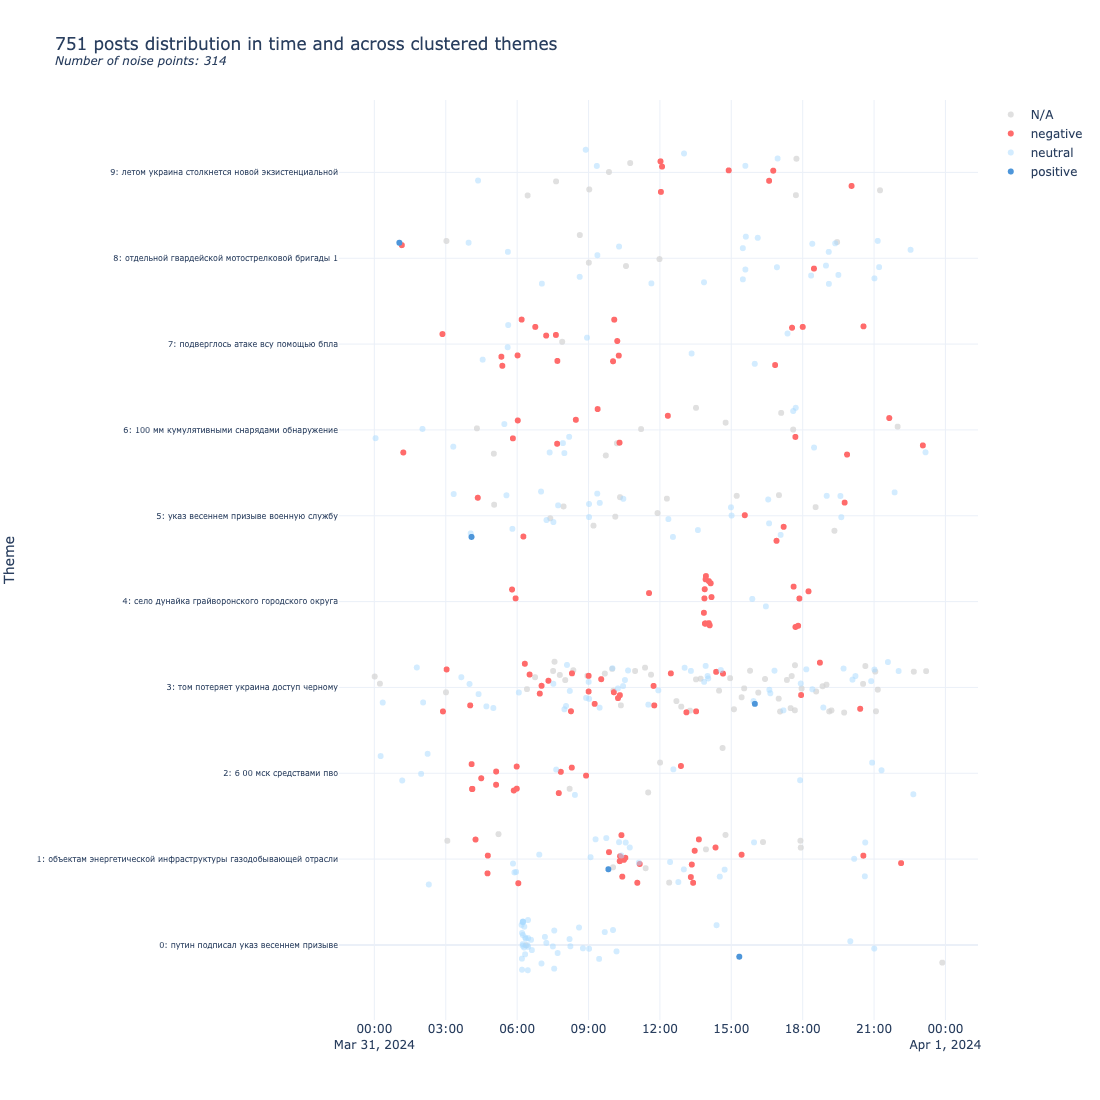 751 posts distribution in time and across clustered themes
Number of noise points: 314
N/A
negative
neutral
positive
Theme
9: летом украина столкнется новой экзистенциальной
8: отдельной гвардейской мотострелковой бригады 1
7: подверглось атаке всу помощью бпла
6: 100 мм кумулятивными снарядами обнаружение
5: указ весеннем призыве военную службу
4: село дунайка грайворонского городского округа
3: том потеряет украина доступ черному
2: 6 00 мск средствами пво
1: объектам энергетической инфраструктуры газодобывающей отрасли
0: путин подписал указ весеннем призыве
00:00 03:00 06:00 09:00 12:00 15:00 18:00 21:00 00:00
Mar 31, 2024 Apr 1, 2024